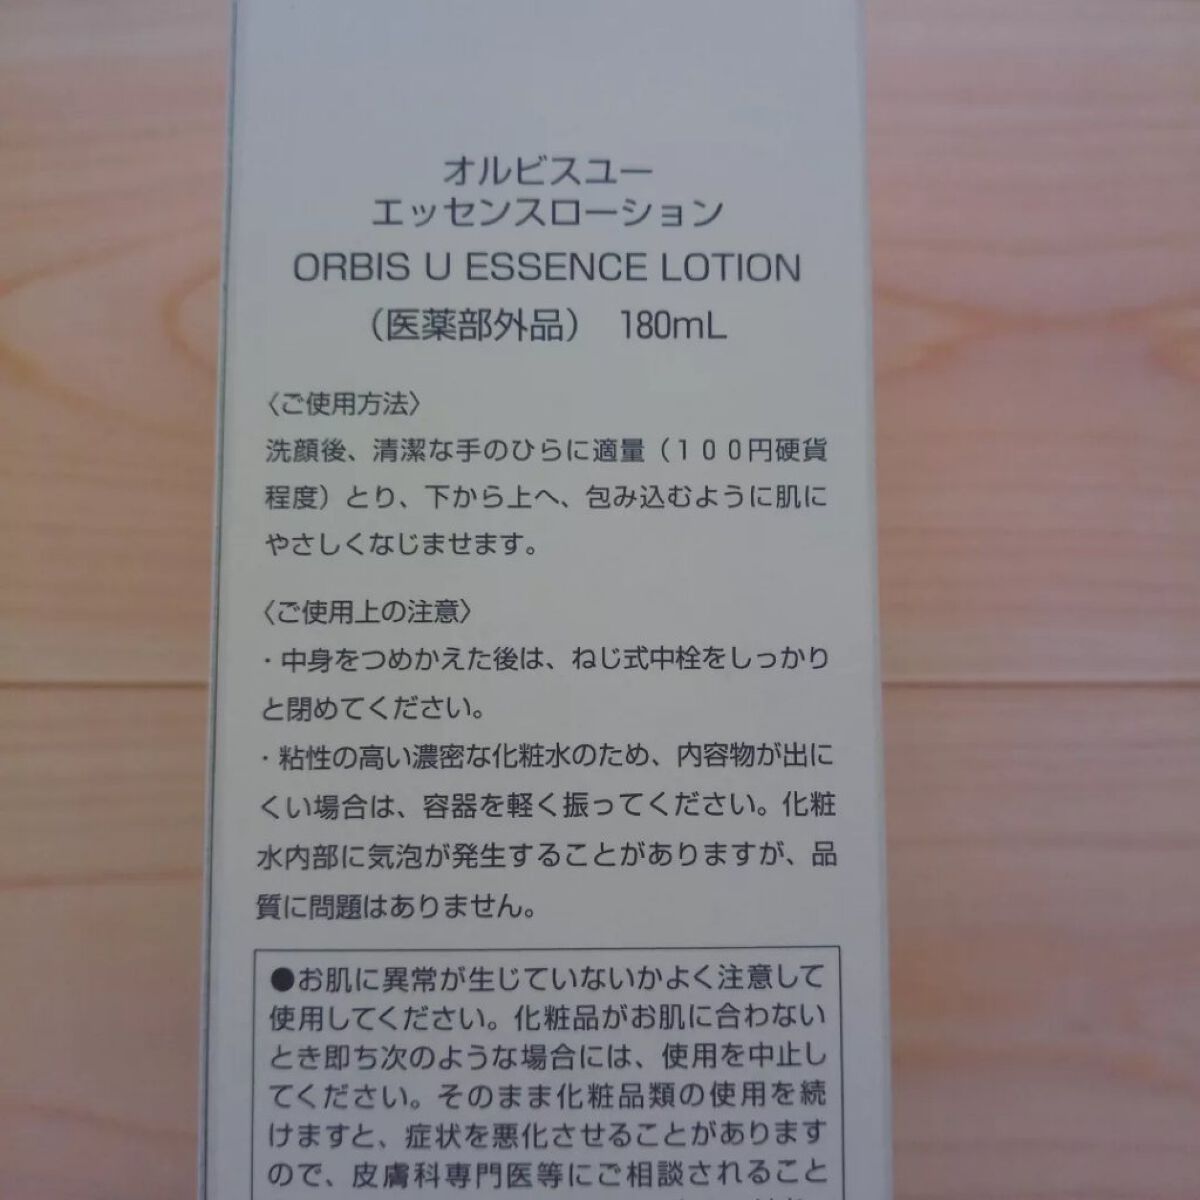 オルビスユー
エッセンスローション
ORBIS U ESSENCE LOTION
（医薬部外品） 180mL
〈ご使用方法〉
洗顔後、清潔な手のひらに適量（１００円硬貨
程度）とり、下から上へ、包み込むように肌に
やさしくなじませます。
〈ご使用上の注意〉
・中身をつめかえた後は、ねじ式中栓をしっかり
と閉めてください。
・粘性の高い濃密な化粧水のため、内容物が出に
くい場合は、容器を軽く振ってください。化粧
水内部に気泡が発生することがありますが、品
質に問題はありません。
●お肌に異常が生じていないかよく注意して
使用してください。化粧品がお肌に合わない
とき即ち次のような場合には、使用を中止し
てください。そのまま化粧品類の使用を続
けますと、症状を悪化させることがあります
ので、皮膚科専門医等にご相談されること